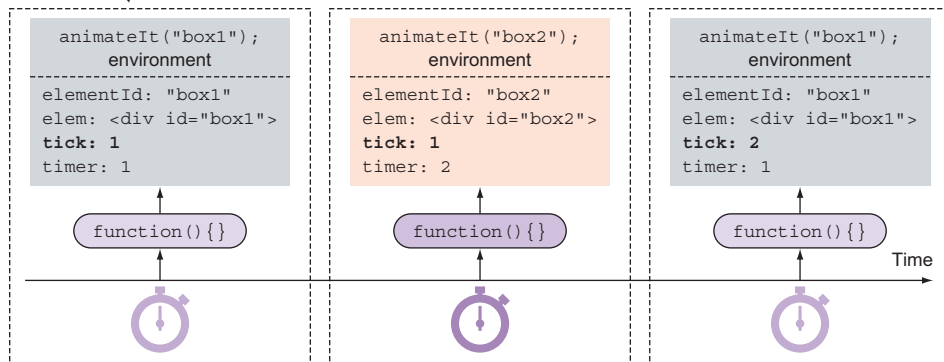 animateIt("box1");
environment
elementId: "box1"
elem: <div id="box1">
tick: 1
timer: 1
function(){}
animateIt("box2");
environment
elementId: "box2"
elem: <div id="box2">
tick: 1
timer: 2
function(){}
animateIt("box1");
environment
elementId: "box1"
elem: <div id="box1">
tick: 2
timer: 1
function(){}
Time